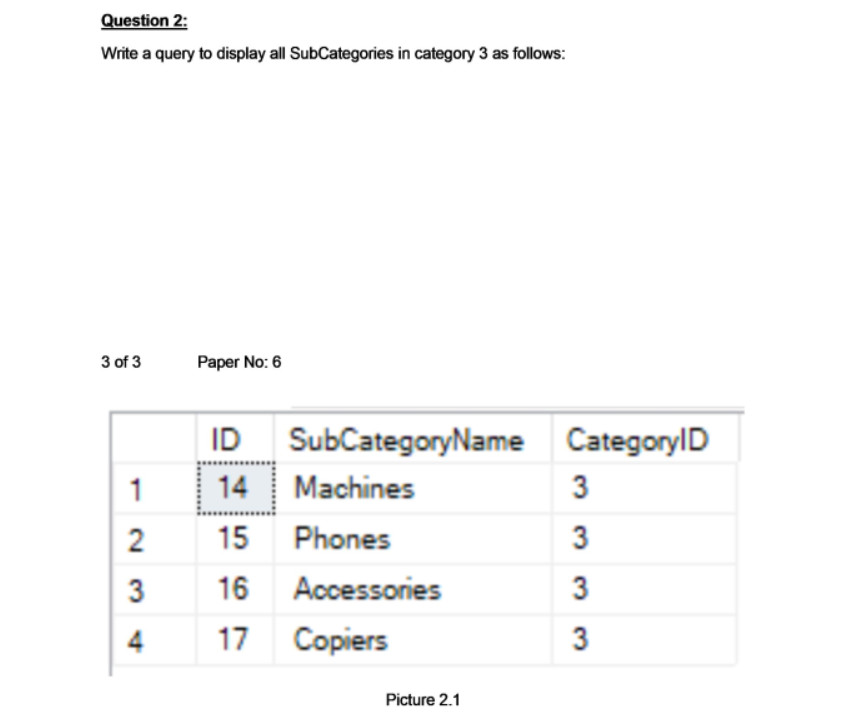 Question 2:
Write a query to display all SubCategories in category 3 as follows:
3 of 3 Paper No: 6
ID SubCategoryName CategoryID
1 14 Machines 3
2 15 Phones 3
3 16 Accessories 3
4 17 Copiers 3
Picture 2.1